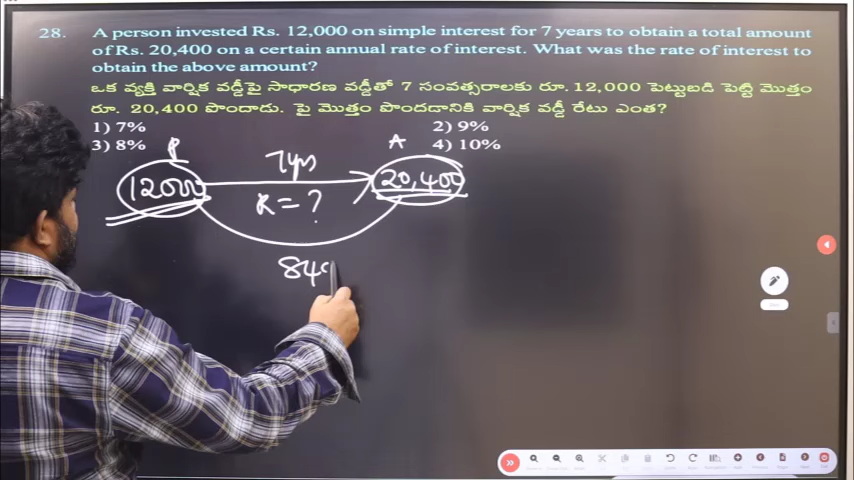 28. A person invested Rs. 12,000 on simple interest for 7 years to obtain a total amount
of Rs. 20,400 on a certain annual rate of interest. What was the rate of interest to
obtain the above amount?
ఒక వ్యక్తి వార్షిక వడ్డీపై సాధారణ వడ్డీతో 7 సంవత్సరాలకు రూ. 12,000 పెట్టుబడి పెట్టి మొత్తం
రూ. 20,400 పొందాడు. పై మొత్తం పొందడానికి వార్షిక వడ్డీ రేటు ఎంత?
1) 7% 2) 9%
3) 8% 4) 10%
P 7yrs A
12000 20,400
R = ?
840